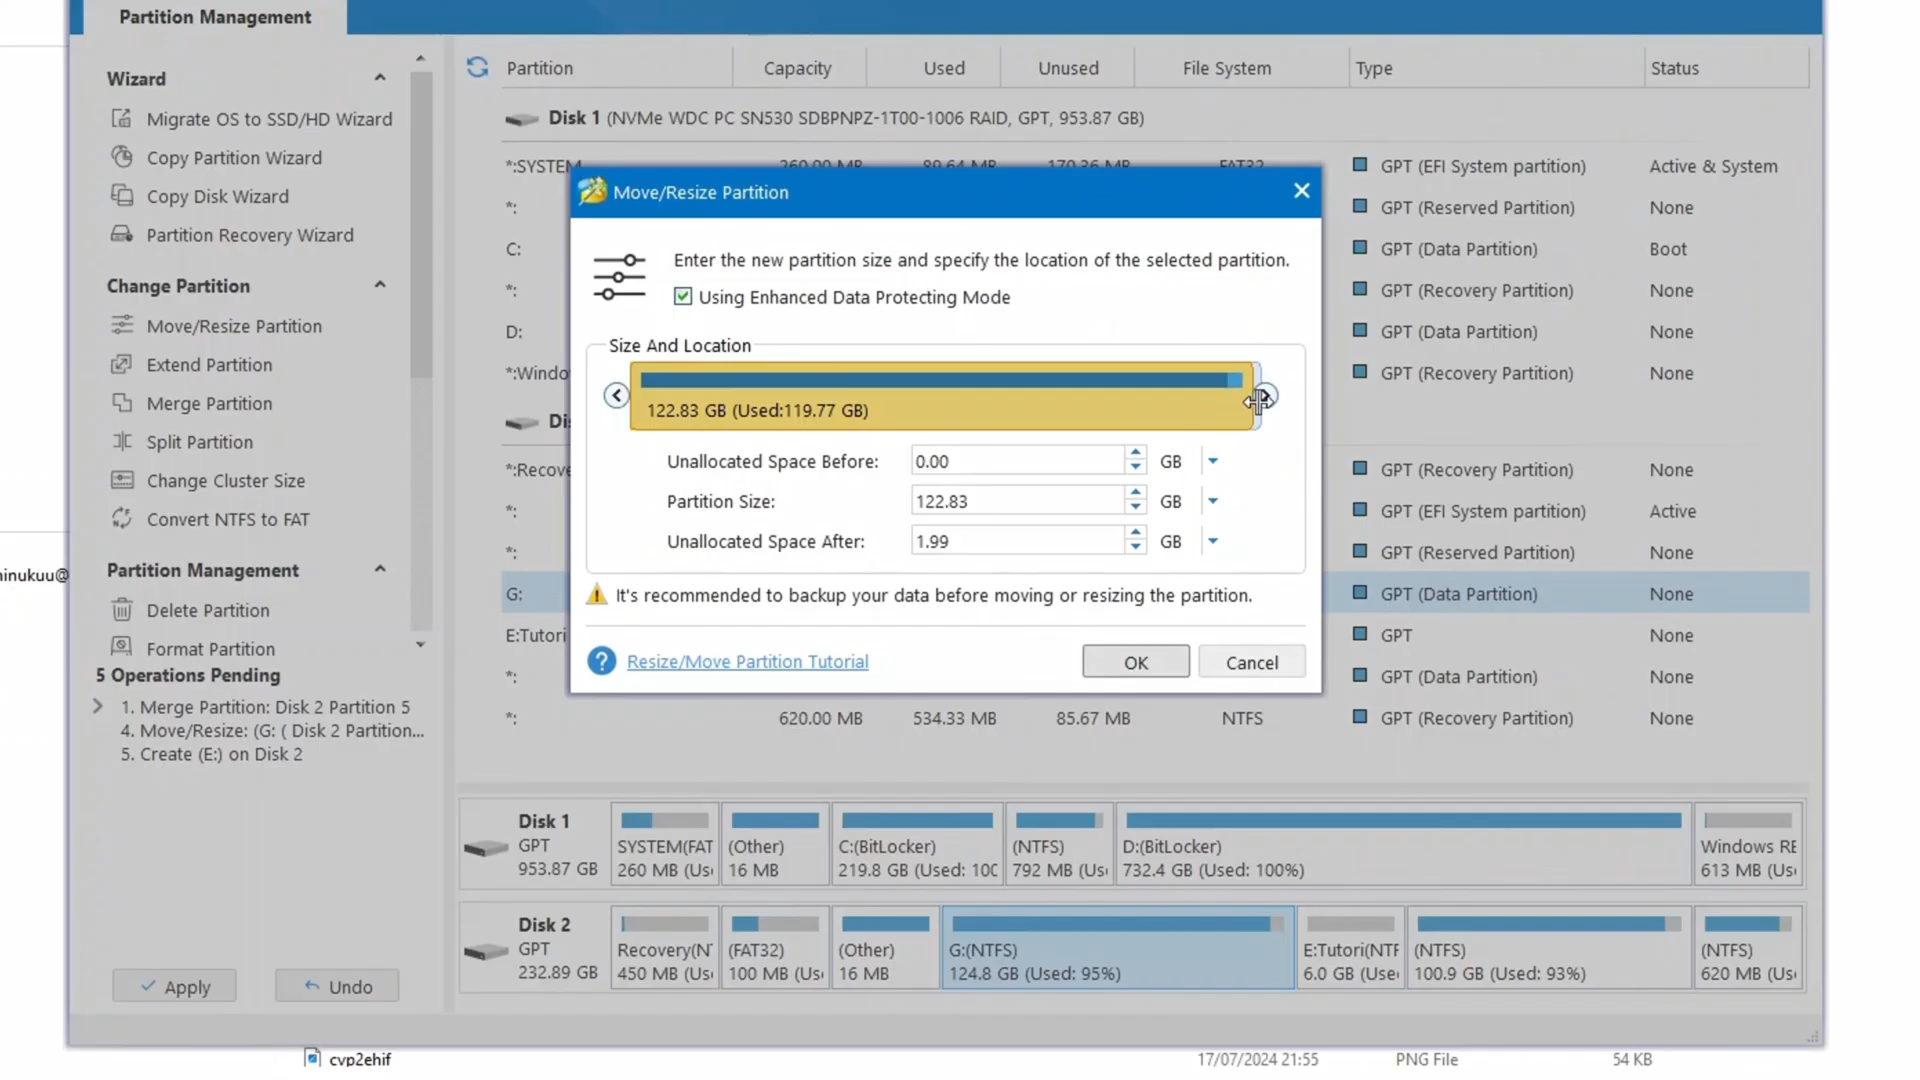 Partition Management
Wizard
Migrate OS to SSD/HD Wizard
Copy Partition Wizard
Copy Disk Wizard
Partition Recovery Wizard
Change Partition
Move/Resize Partition
Extend Partition
Merge Partition
Split Partition
Change Cluster Size
Convert NTFS to FAT
Partition Management
Delete Partition
Format Partition
5 Operations Pending
1. Merge Partition: Disk 2 Partition 5
4. Move/Resize: (G: ( Disk 2 Partition...
5. Create (E:) on Disk 2
Apply
Undo
Partition Capacity Used Unused File System Type Status
Disk 1 (NVMe WDC PC SN530 SDBPNPZ-1T00-1006 RAID, GPT, 953.87 GB)
*:SYSTEM 260.00 MB 89.64 MB 170.36 MB FAT32 GPT (EFI System partition) Active & System
*: GPT (Reserved Partition) None
C: GPT (Data Partition) Boot
*: GPT (Recovery Partition) None
D: GPT (Data Partition) None
*:Windo GPT (Recovery Partition) None
Di
*:Recove GPT (Recovery Partition) None
*: GPT (EFI System partition) Active
*: GPT (Reserved Partition) None
G: GPT (Data Partition) None
E:Tutori GPT None
*: GPT (Data Partition) None
*: 620.00 MB 534.33 MB 85.67 MB NTFS GPT (Recovery Partition) None
Move/Resize Partition
Enter the new partition size and specify the location of the selected partition.
Using Enhanced Data Protecting Mode
Size And Location
122.83 GB (Used:119.77 GB)
Unallocated Space Before: 0.00 GB
Partition Size: 122.83 GB
Unallocated Space After: 1.99 GB
It's recommended to backup your data before moving or resizing the partition.
Resize/Move Partition Tutorial
OK
Cancel
Disk 1
GPT
953.87 GB
SYSTEM(FAT
260 MB (Us
(Other)
16 MB
C:(BitLocker)
219.8 GB (Used: 100
(NTFS)
792 MB (Us
D:(BitLocker)
732.4 GB (Used: 100%)
Windows RE
613 MB (Us
Disk 2
GPT
232.89 GB
Recovery(N
450 MB (Us
(FAT32)
100 MB (Us
(Other)
16 MB
G:(NTFS)
124.8 GB (Used: 95%)
E:Tutori(NTF
6.0 GB (Use
(NTFS)
100.9 GB (Used: 93%)
(NTFS)
620 MB (Us
ninukuu@
cvp2ehif 17/07/2024 21:55 PNG File 54 KB